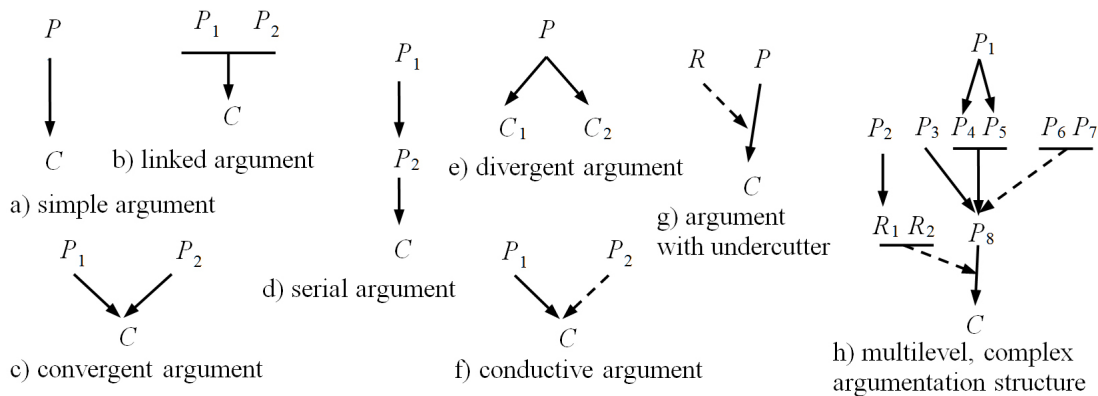 P
C
a) simple argument
P₁ P₂
C
b) linked argument
P₁ P₂
C
c) convergent argument
P₁
P₂
C
d) serial argument
P
C₁ C₂
e) divergent argument
P₁ P₂
C
f) conductive argument
R P
C
g) argument
with undercutter
P₁
P₂ P₃ P₄ P₅ P₆ P₇
R₁ R₂ P₈
C
h) multilevel, complex
argumentation structure